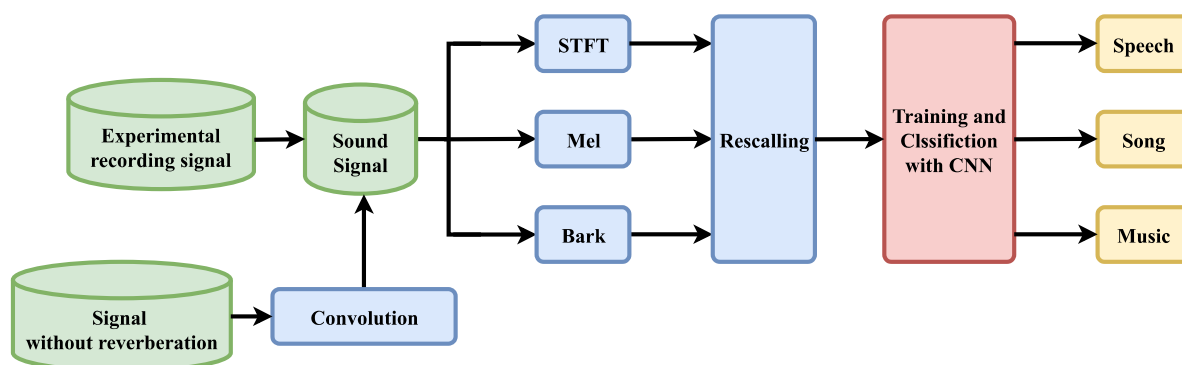 Experimental
recording signal
Sound
Signal
Signal
without reverberation
Convolution
STFT
Mel
Bark
Rescalling
Training and
Clssifiction
with CNN
Speech
Song
Music